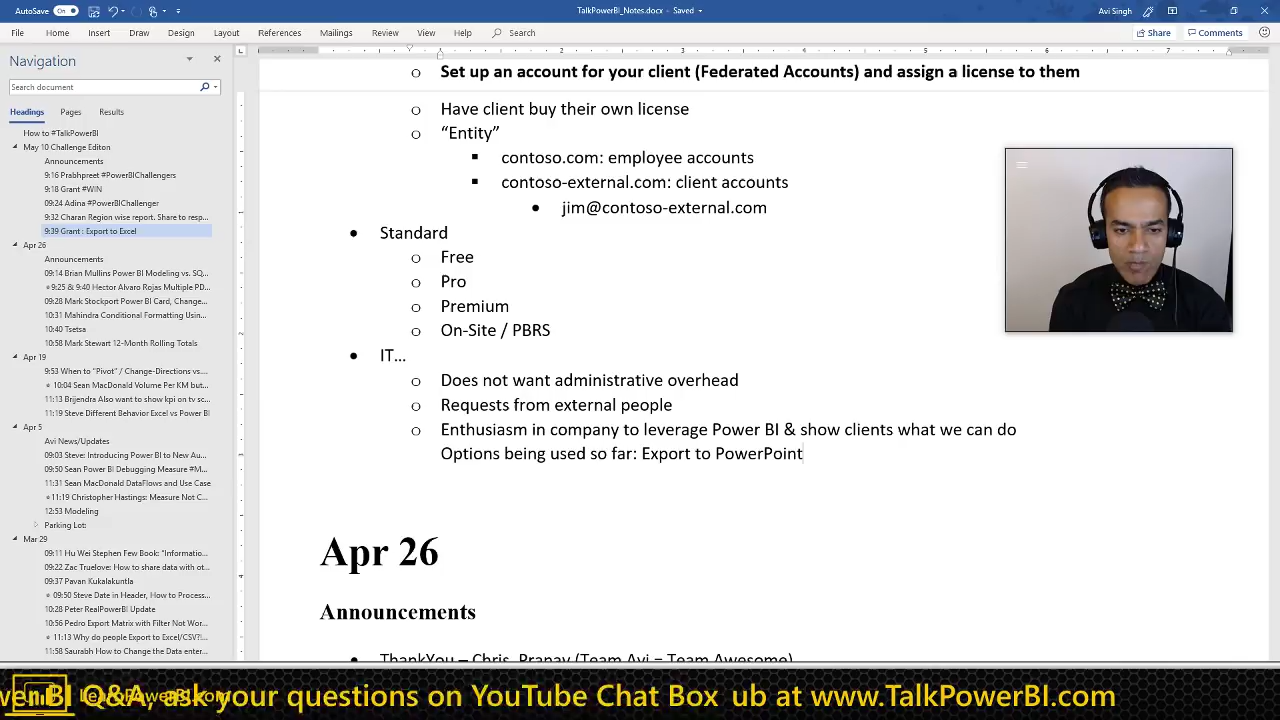 AutoSave On
TalkPowerBI_Notes.docx - Saved
Avi Singh
File Home Insert Draw Design Layout References Mailings Review View Help Search Share Comments
Navigation
Search document
Headings Pages Results
How to #TalkPowerBI
May 10 Challenge Editon
Announcements
9:16 Prabhpreet #PowerBIChallengers
9:18 Grant #WIN
09:24 Adina #PowerBIChallenger
9:32 Charan Region wise report. Share to resp...
9:39 Grant : Export to Excel
Apr 26
Announcements
09:14 Brian Mullins Power BI Modeling vs. SQ...
9:25 & 9:40 Hector Alvaro Rojas Multiple PD...
09:28 Mark Stockport Power BI Card, Change...
10:31 Mahindra Conditional Formatting Usin...
10:40 Tsetsa
10:58 Mark Stewart 12-Month Rolling Totals
Apr 19
9:53 When to "Pivot" / Change-Directions vs....
10:04 Sean MacDonald Volume Per KM but...
11:13 Brijendra Also want to show kpi on tv sc...
11:19 Steve Different Behavior Excel vs Power BI
Apr 5
Avi News/Updates
09:03 Steve: Introducing Power BI to New Au...
09:50 Sean Power BI Debugging Measure #M...
11:31 Sean MacDonald DataFlows and Use Case
11:19 Christopher Hastings: Measure Not C...
12:53 Modeling
Parking Lot:
Mar 29
09:11 Hu Wei Stephen Few Book: "Informatio...
09:22 Zac Truelove: How to share data with ot...
09:37 Pavan Kukalakuntla
09:50 Steve Date in Header, How to Process...
10:28 Peter RealPowerBI Update
10:56 Pedro Export Matrix with Filter Not Wor...
11:13 Why do people Export to Excel/CSV?!...
11:58 Saurabh How to Change the Data enter...
Set up an account for your client (Federated Accounts) and assign a license to them
Have client buy their own license
“Entity”
contoso.com: employee accounts
contoso-external.com: client accounts
jim@contoso-external.com
Standard
Free
Pro
Premium
On-Site / PBRS
IT…
Does not want administrative overhead
Requests from external people
Enthusiasm in company to leverage Power BI & show clients what we can do
Options being used so far: Export to PowerPoint
Apr 26
Announcements
ThankYou – Chris, Pranav (Team Avi = Team Awesome)
BI Q&A, ask your questions on YouTube Chat Box ub at www.TalkPowerBI.com